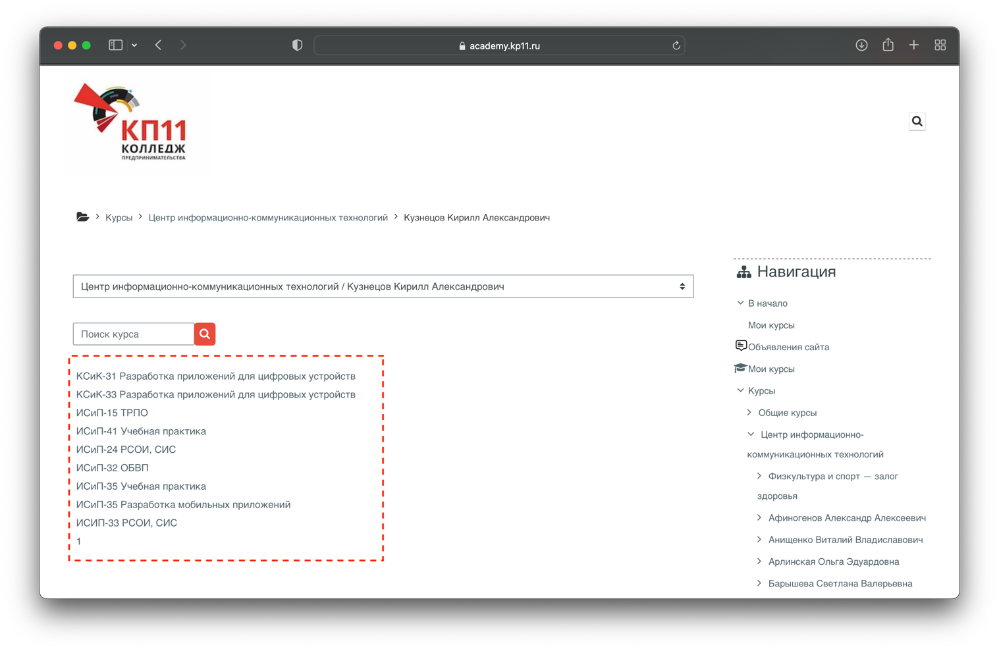 academy.kp11.ru
КП11
КОЛЛЕДЖ
ПРЕДПРИНИМАТЕЛЬСТВА
Курсы
Центр информационно-коммуникационных технологий
Кузнецов Кирилл Александрович
Центр информационно-коммуникационных технологий / Кузнецов Кирилл Александрович
Поиск курса
КСиК-31 Разработка приложений для цифровых устройств
КСиК-33 Разработка приложений для цифровых устройств
ИСиП-15 ТРПО
ИСиП-41 Учебная практика
ИСиП-24 РСОИ, СИС
ИСиП-32 ОБВП
ИСиП-35 Учебная практика
ИСиП-35 Разработка мобильных приложений
ИСИП-33 РСОИ, СИС
1
Навигация
В начало
Мои курсы
Объявления сайта
Мои курсы
Курсы
Общие курсы
Центр информационно-
коммуникационных технологий
Физкультура и спорт — залог
здоровья
Афиногенов Александр Алексеевич
Анищенко Виталий Владиславович
Арлинская Ольга Эдуардовна
Барышева Светлана Валерьевна